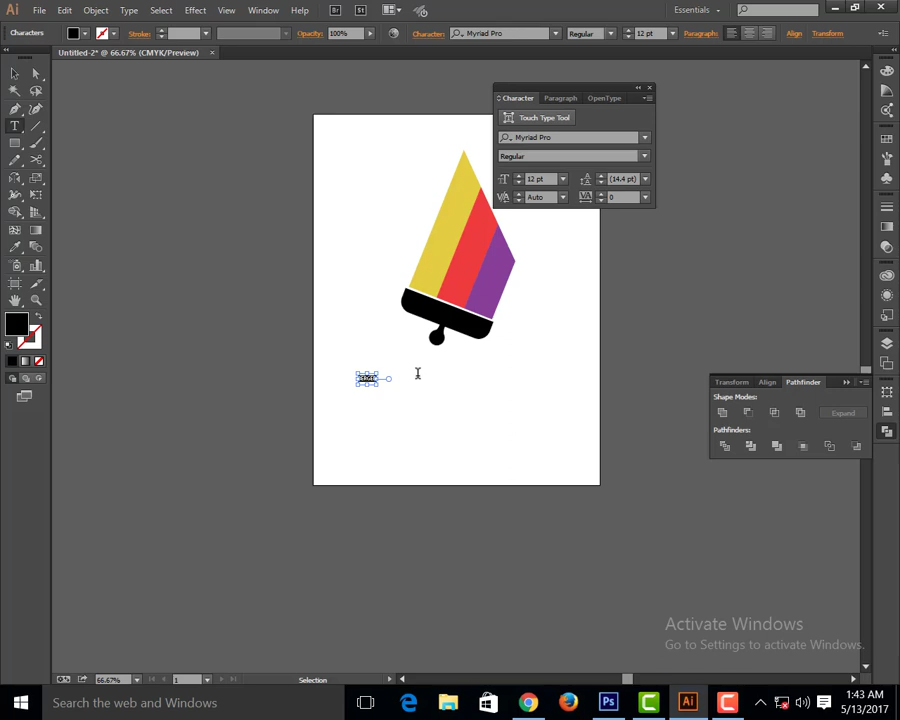 Ai File Edit Object Type Select Effect View Window Help Br St Essentials
Characters Stroke: Opacity: 100% Character: Myriad Pro Regular 12 pt Paragraph: Align Transform
Untitled-2* @ 66.67% (CMYK/Preview) ×
Character Paragraph OpenType
Touch Type Tool
Myriad Pro
Regular
12 pt (14.4 pt)
Auto 0
Transform Align Pathfinder
Shape Modes:
Expand
Pathfinders:
Activate Windows
Go to Settings to activate Windows.
66.67% 1 Selection
Search the web and Windows
Ps Ai
1:43 AM
5/13/2017